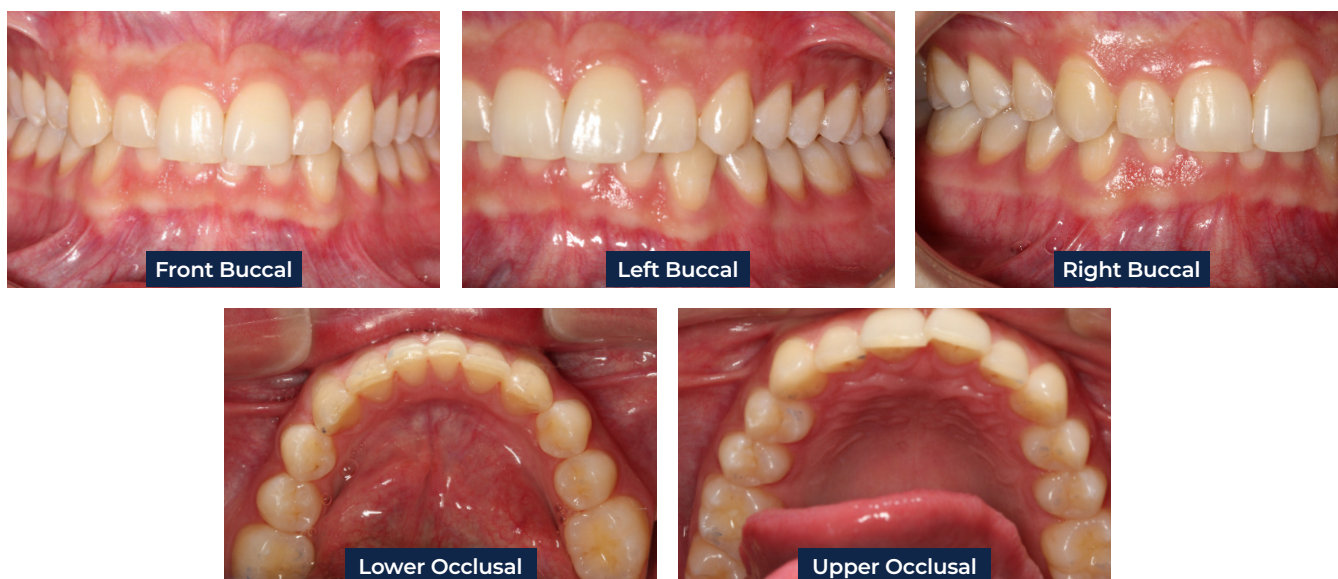 Front Buccal
Left Buccal
Right Buccal
Lower Occlusal
Upper Occlusal